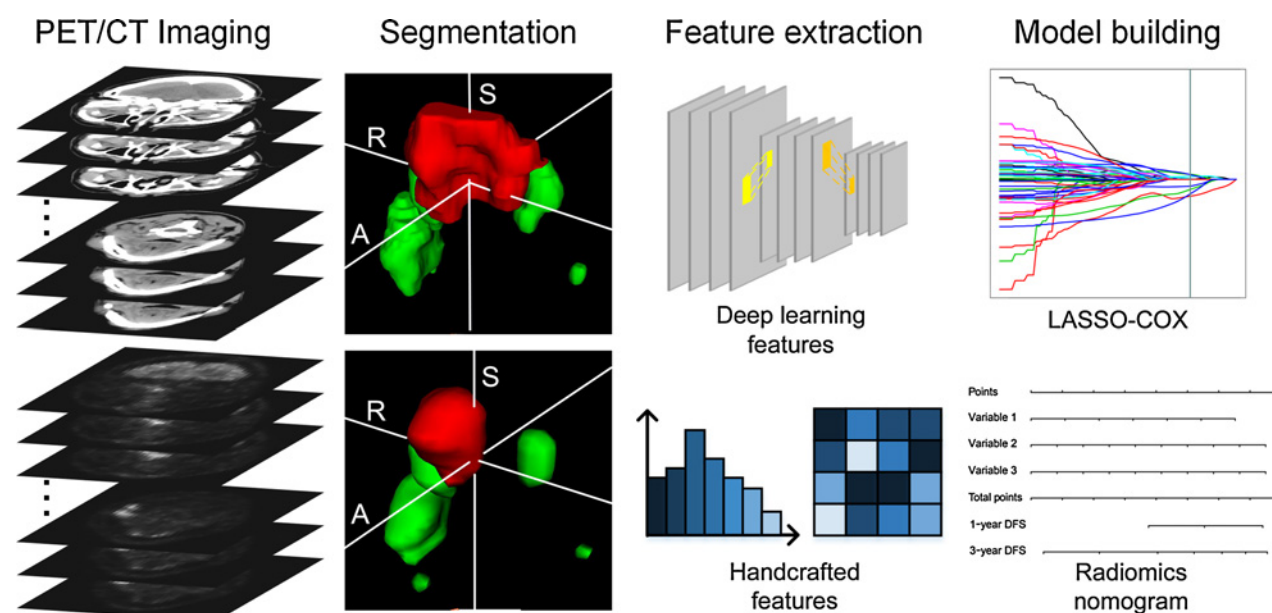 PET/CT Imaging
Segmentation
Feature extraction
Model building
S
R
A
Deep learning
features
LASSO-COX
S
R
A
Handcrafted
features
Points
Variable 1
Variable 2
Variable 3
Total points
1-year DFS
3-year DFS
Radiomics
nomogram